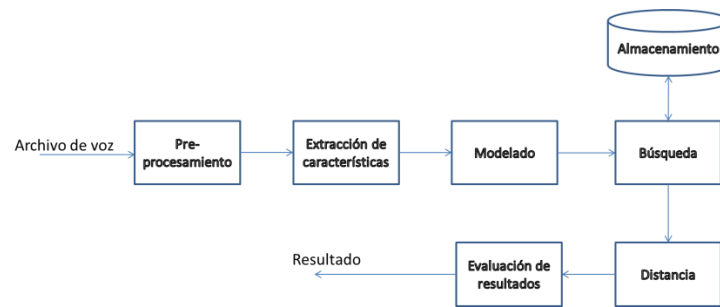 Almacenamiento
Archivo de voz
Pre-
procesamiento
Extracción de
características
Modelado
Búsqueda
Resultado
Evaluación de
resultados
Distancia